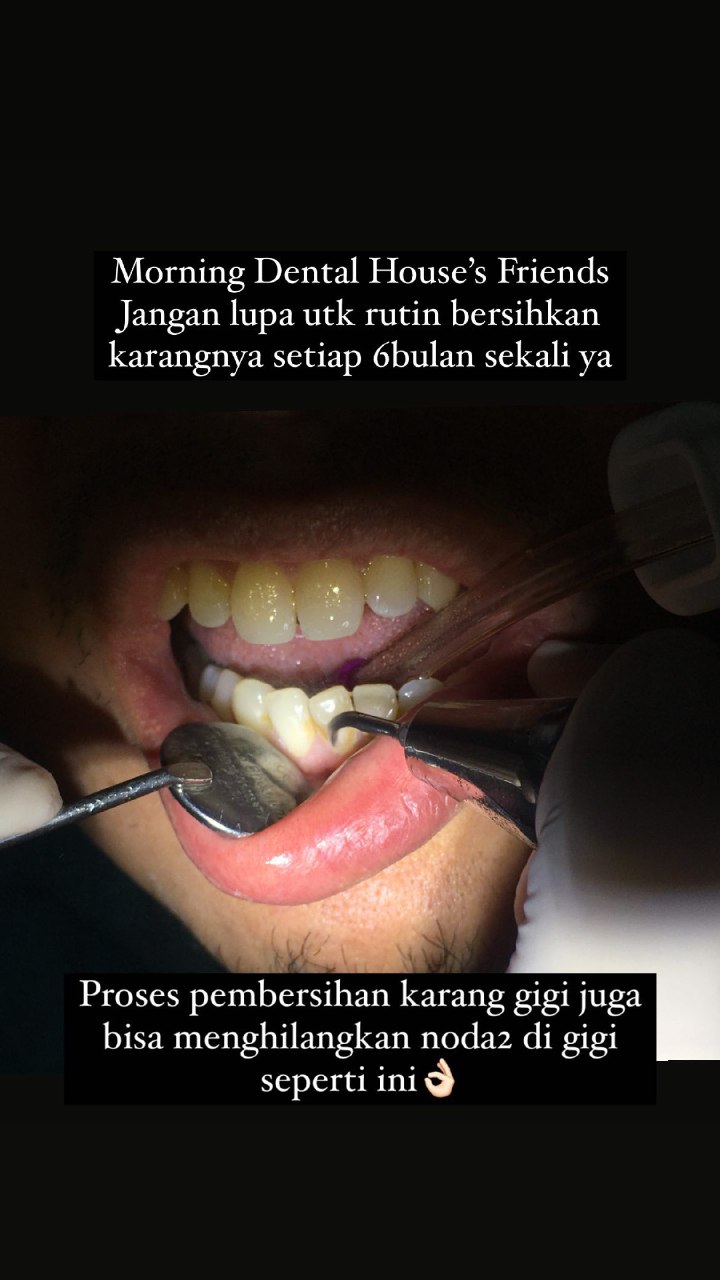 Morning Dental House’s Friends
Jangan lupa utk rutin bersihkan
karangnya setiap 6bulan sekali ya
Proses pembersihan karang gigi juga
bisa menghilangkan noda2 di gigi
seperti ini👌🏻